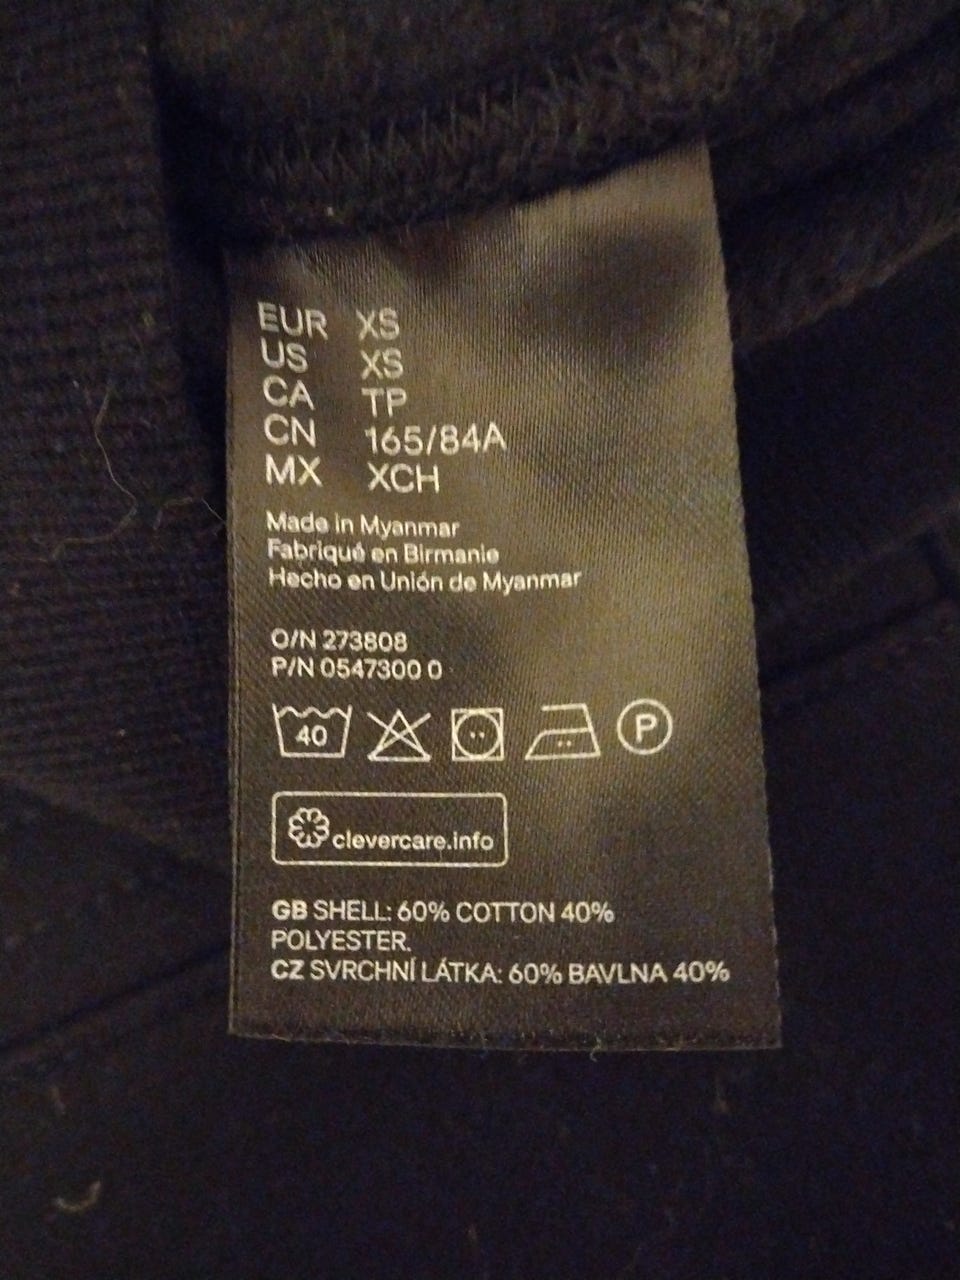 EUR XS
US XS
CA TP
CN 165/84A
MX XCH
Made in Myanmar
Fabriqué en Birmanie
Hecho en Unión de Myanmar
O/N 273808
P/N 0547300 0
40
P
clevercare.info
GB SHELL: 60% COTTON 40%
POLYESTER.
CZ SVRCHNÍ LÁTKA: 60% BAVLNA 40%